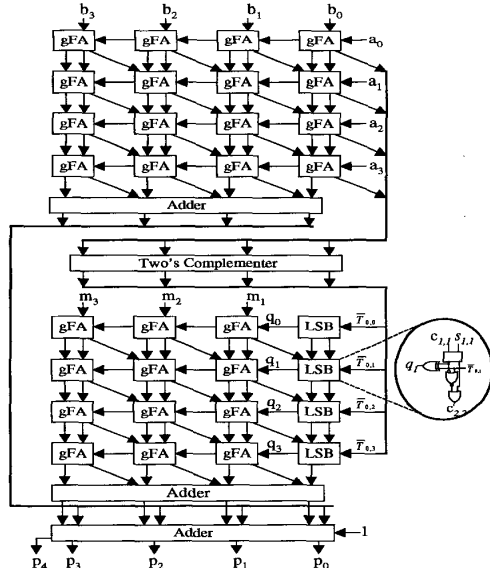 b₃ b₂ b₁ b₀
gFA gFA gFA gFA a₀
gFA gFA gFA gFA a₁
gFA gFA gFA gFA a₂
gFA gFA gFA gFA a₃
Adder
Two's Complementer
m₃ m₂ m₁
gFA gFA gFA q₀ LSB T̅₀,₀
gFA gFA gFA q₁ LSB T̅₀,₁
gFA gFA gFA q₂ LSB T̅₀,₂
gFA gFA gFA q₃ LSB T̅₀,₃
c₁,₁ s₁,₁
q₁ T̅₀,₁
c₂,₂
Adder
Adder 1
p₄ p₃ p₂ p₁ p₀